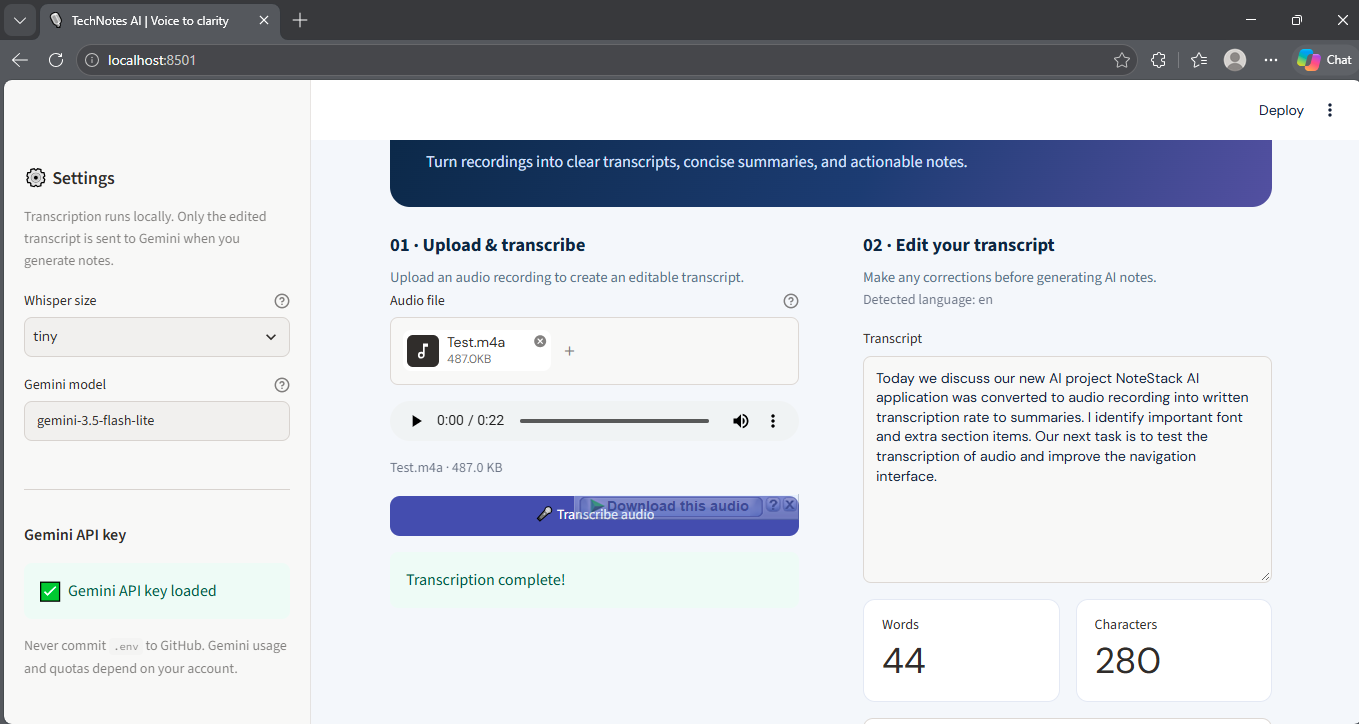 TechNotes AI | Voice to clarity
localhost:8501
Chat
Deploy
Settings
Transcription runs locally. Only the edited
transcript is sent to Gemini when you
generate notes.
Whisper size
tiny
Gemini model
gemini-3.5-flash-lite
Gemini API key
Gemini API key loaded
Never commit .env to GitHub. Gemini usage
and quotas depend on your account.
Turn recordings into clear transcripts, concise summaries, and actionable notes.
01 · Upload & transcribe
Upload an audio recording to create an editable transcript.
Audio file
Test.m4a
487.0KB
0:00 / 0:22
Test.m4a · 487.0 KB
Download this audio ? X
Transcribe audio
Transcription complete!
02 · Edit your transcript
Make any corrections before generating AI notes.
Detected language: en
Transcript
Today we discuss our new AI project NoteStack AI
application was converted to audio recording into written
transcription rate to summaries. I identify important font
and extra section items. Our next task is to test the
transcription of audio and improve the navigation
interface.
Words
44
Characters
280